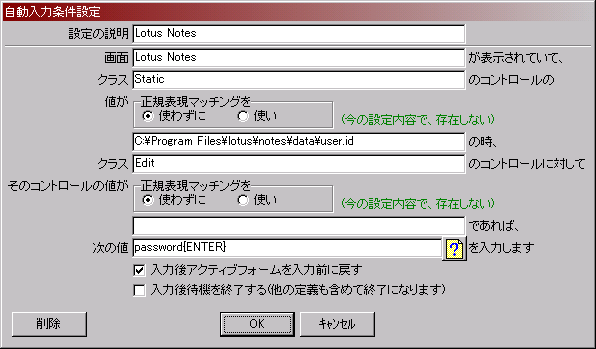 自動入力条件設定
設定の説明 Lotus Notes
画面 Lotus Notes が表示されていて、
クラス Static のコントロールの
値が 正規表現マッチングを
使わずに 使い (今の設定内容で、存在しない)
C:¥Program Files¥lotus¥notes¥data¥user.id の時、
クラス Edit のコントロールに対して
そのコントロールの値が 正規表現マッチングを
使わずに 使い (今の設定内容で、存在しない)
であれば、
次の値 password{ENTER} ? を入力します
入力後アクティブフォームを入力前に戻す
入力後待機を終了する(他の定義も含めて終了になります)
削除 OK キャンセル